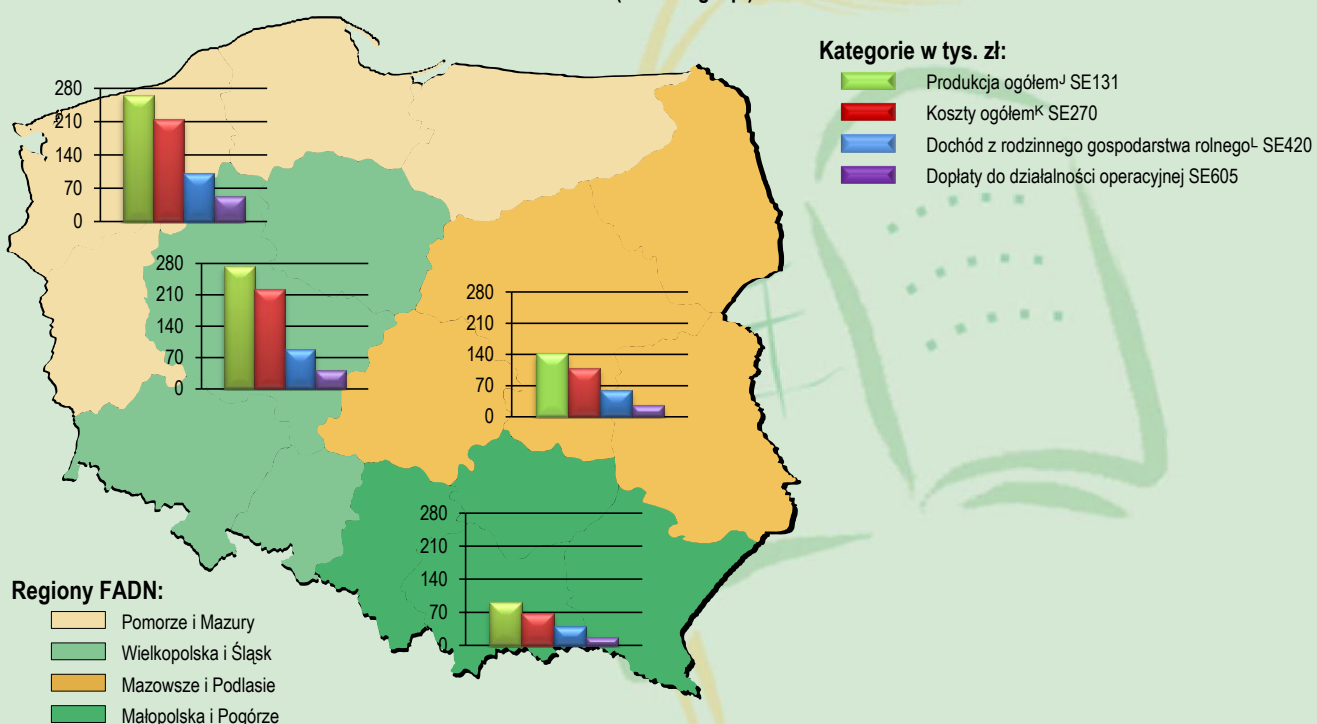 Kategorie w tys. zł:
Produkcja ogółemᴶ SE131
Koszty ogółemᴷ SE270
Dochód z rodzinnego gospodarstwa rolnegoᴸ SE420
Dopłaty do działalności operacyjnej SE605
280
210
140
70
0
280
210
140
70
0
280
210
140
70
0
280
210
140
70
0
Regiony FADN:
Pomorze i Mazury
Wielkopolska i Śląsk
Mazowsze i Podlasie
Małopolska i Pogórze